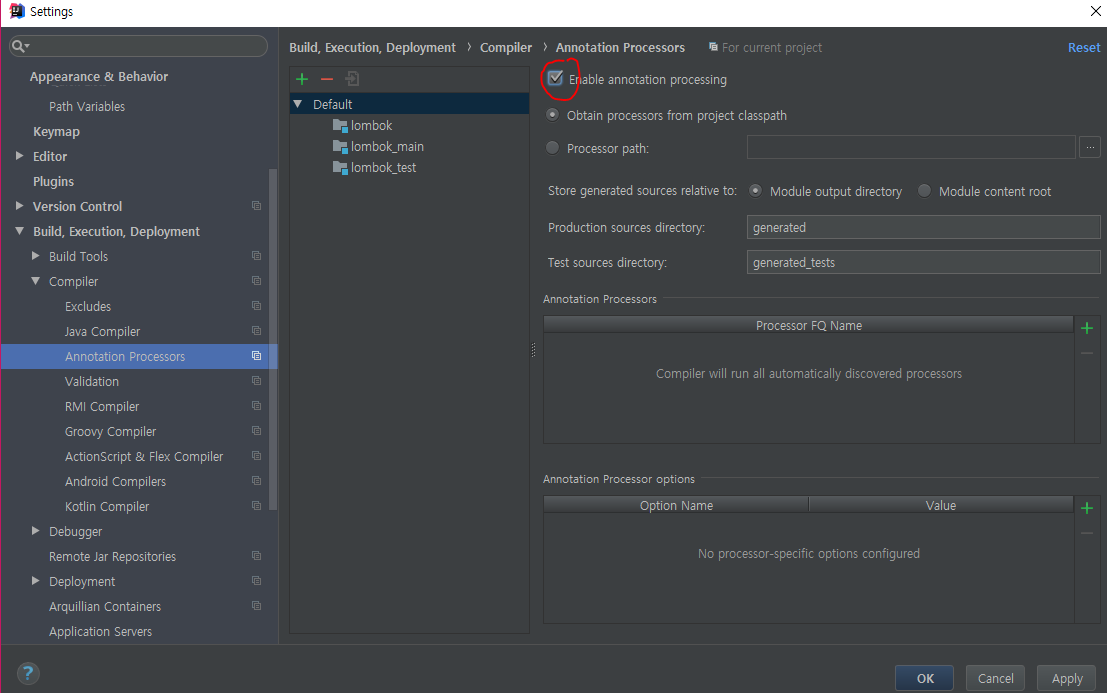 Settings
Appearance & Behavior
Path Variables
Keymap
Editor
Plugins
Version Control
Build, Execution, Deployment
Build Tools
Compiler
Excludes
Java Compiler
Annotation Processors
Validation
RMI Compiler
Groovy Compiler
ActionScript & Flex Compiler
Android Compilers
Kotlin Compiler
Debugger
Remote Jar Repositories
Deployment
Arquillian Containers
Application Servers
Build, Execution, Deployment › Compiler › Annotation Processors
For current project
Reset
Default
lombok
lombok_main
lombok_test
Enable annotation processing
Obtain processors from project classpath
Processor path:
...
Store generated sources relative to: Module output directory Module content root
Production sources directory: generated
Test sources directory: generated_tests
Annotation Processors
Processor FQ Name
Compiler will run all automatically discovered processors
Annotation Processor options
Option Name Value
No processor-specific options configured
?
OK Cancel Apply